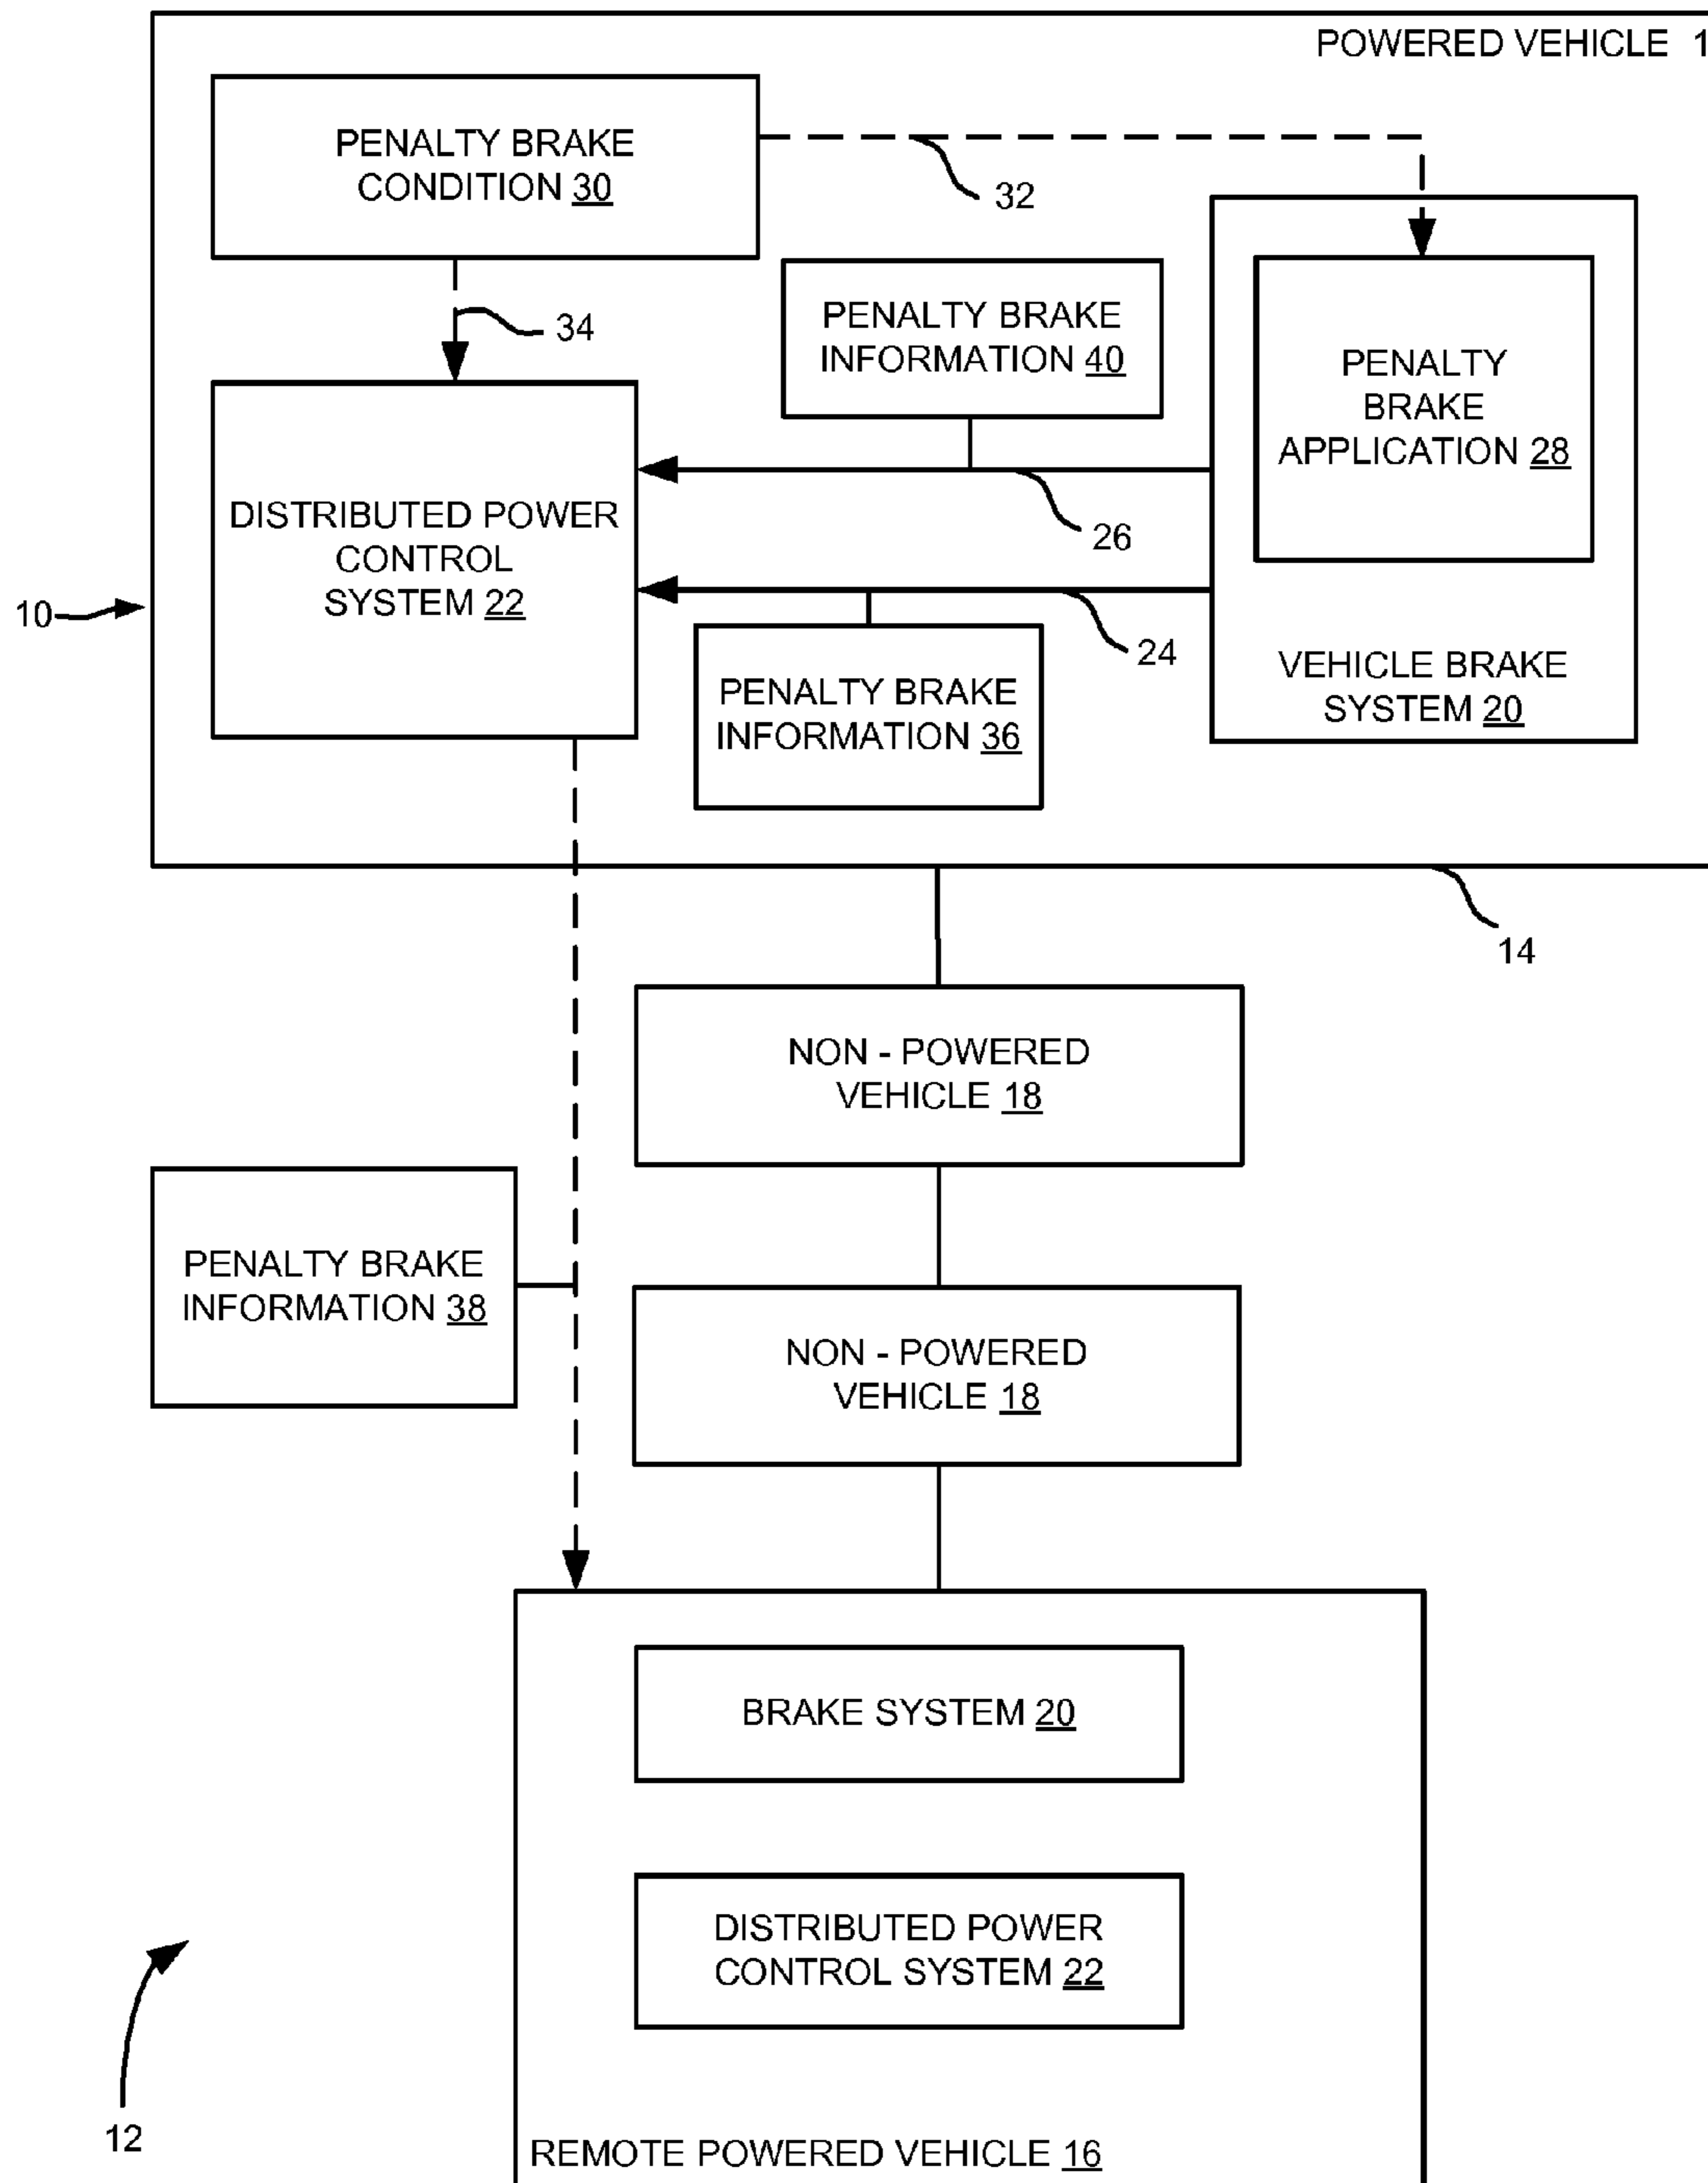 POWERED VEHICLE 1
PENALTY BRAKE
CONDITION 30
32
34
PENALTY BRAKE
INFORMATION 40
PENALTY
BRAKE
APPLICATION 28
DISTRIBUTED POWER
CONTROL
SYSTEM 22
26
10
24
VEHICLE BRAKE
SYSTEM 20
PENALTY BRAKE
INFORMATION 36
14
NON - POWERED
VEHICLE 18
PENALTY BRAKE
INFORMATION 38
NON - POWERED
VEHICLE 18
BRAKE SYSTEM 20
DISTRIBUTED POWER
CONTROL SYSTEM 22
12
REMOTE POWERED VEHICLE 16